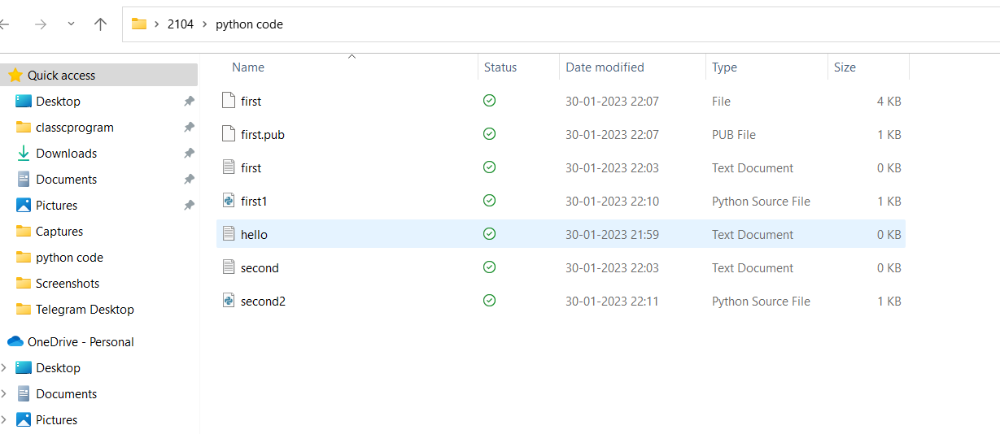 2104 python code
Name Status Date modified Type Size
Quick access
Desktop
classcprogram
Downloads
Documents
Pictures
Captures
python code
Screenshots
Telegram Desktop
OneDrive - Personal
Desktop
Documents
Pictures
first 30-01-2023 22:07 File 4 KB
first.pub 30-01-2023 22:07 PUB File 1 KB
first 30-01-2023 22:03 Text Document 0 KB
first1 30-01-2023 22:10 Python Source File 1 KB
hello 30-01-2023 21:59 Text Document 0 KB
second 30-01-2023 22:03 Text Document 0 KB
second2 30-01-2023 22:11 Python Source File 1 KB